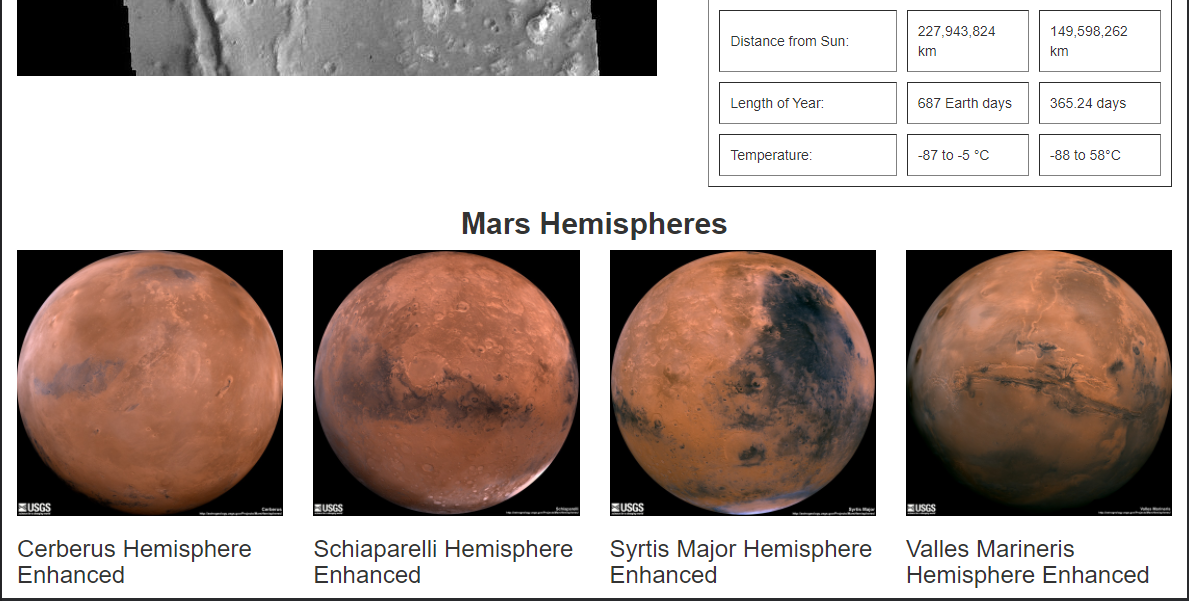 Distance from Sun:
227,943,824
km
149,598,262
km
Length of Year:
687 Earth days
365.24 days
Temperature:
-87 to -5 °C
-88 to 58°C
Mars Hemispheres
USGS
Cerberus
USGS
Schiaparelli
USGS
Syrtis Major
USGS
Valles Marineris
Cerberus Hemisphere
Enhanced
Schiaparelli Hemisphere
Enhanced
Syrtis Major Hemisphere
Enhanced
Valles Marineris
Hemisphere Enhanced